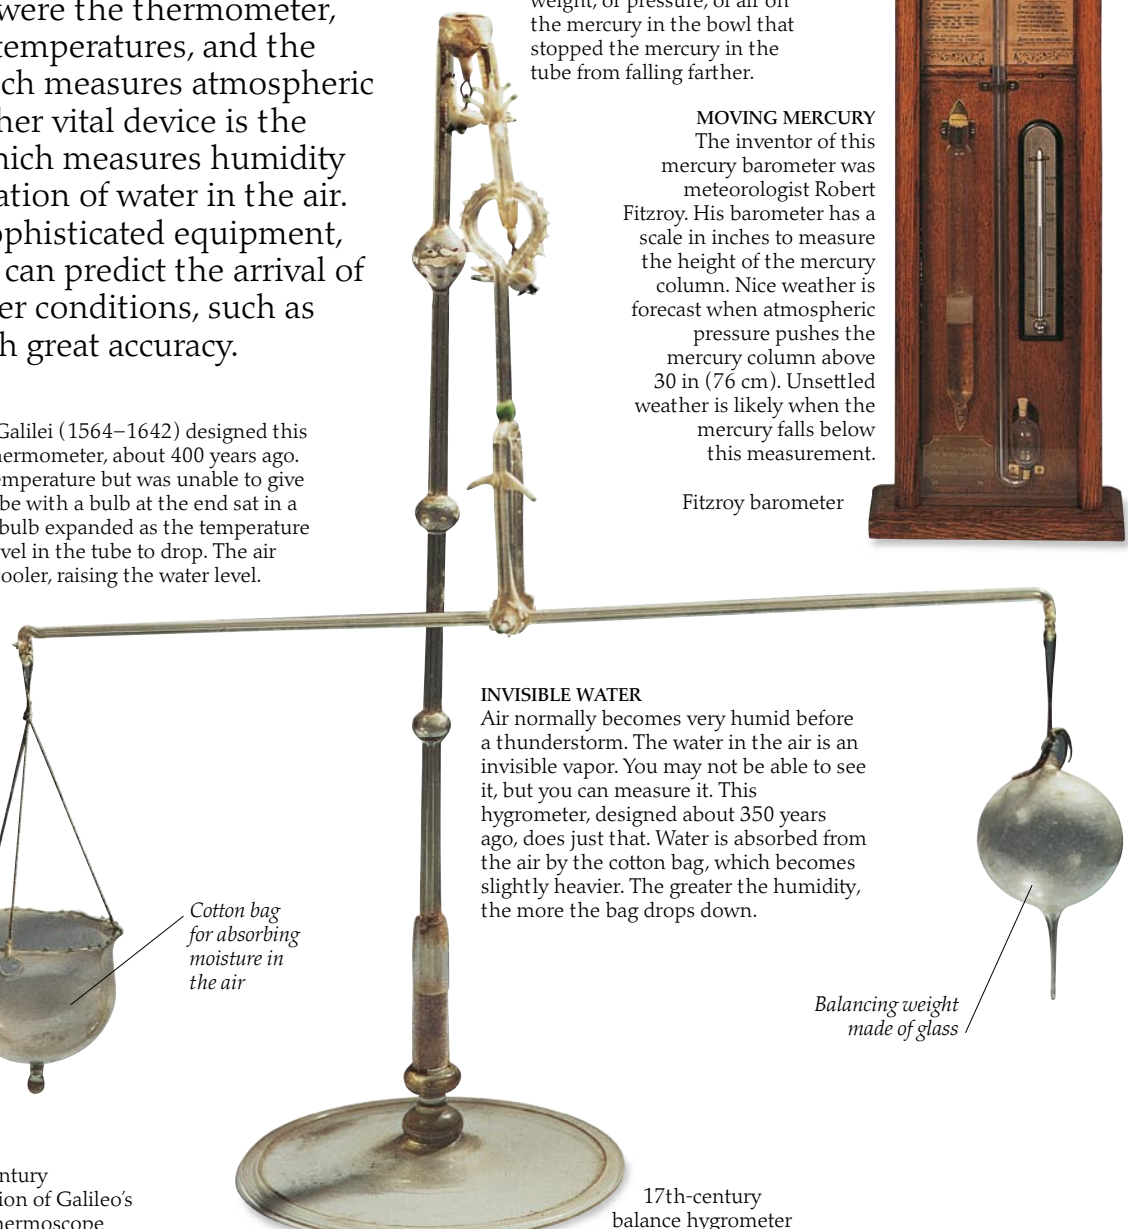 were the thermometer,
temperatures, and the
ch measures atmospheric
her vital device is the
hich measures humidity
ation of water in the air.
ophisticated equipment,
can predict the arrival of
er conditions, such as
h great accuracy.
weight, or pressure, of air on
the mercury in the bowl that
stopped the mercury in the
tube from falling farther.
MOVING MERCURY
The inventor of this
mercury barometer was
meteorologist Robert
Fitzroy. His barometer has a
scale in inches to measure
the height of the mercury
column. Nice weather is
forecast when atmospheric
pressure pushes the
mercury column above
30 in (76 cm). Unsettled
weather is likely when the
mercury falls below
this measurement.
Fitzroy barometer
Galilei (1564–1642) designed this
hermometer, about 400 years ago.
emperature but was unable to give
be with a bulb at the end sat in a
bulb expanded as the temperature
vel in the tube to drop. The air
cooler, raising the water level.
INVISIBLE WATER
Air normally becomes very humid before
a thunderstorm. The water in the air is an
invisible vapor. You may not be able to see
it, but you can measure it. This
hygrometer, designed about 350 years
ago, does just that. Water is absorbed from
the air by the cotton bag, which becomes
slightly heavier. The greater the humidity,
the more the bag drops down.
Cotton bag
for absorbing
moisture in
the air
Balancing weight
made of glass
ntury
ion of Galileo's
hermoscope
17th-century
balance hygrometer